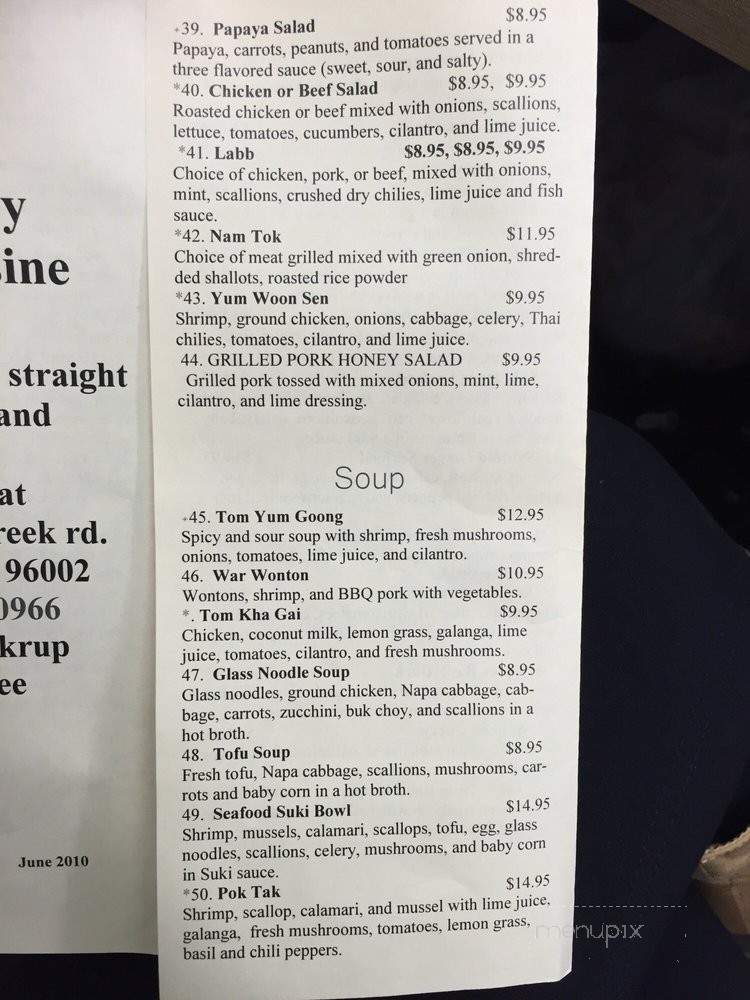 y
ine
straight
and
at
reek rd.
96002
0966
krup
ee
June 2010
*39. Papaya Salad $8.95
Papaya, carrots, peanuts, and tomatoes served in a
three flavored sauce (sweet, sour, and salty).
*40. Chicken or Beef Salad $8.95, $9.95
Roasted chicken or beef mixed with onions, scallions,
lettuce, tomatoes, cucumbers, cilantro, and lime juice.
*41. Labb $8.95, $8.95, $9.95
Choice of chicken, pork, or beef, mixed with onions,
mint, scallions, crushed dry chilies, lime juice and fish
sauce.
*42. Nam Tok $11.95
Choice of meat grilled mixed with green onion, shred-
ded shallots, roasted rice powder
*43. Yum Woon Sen $9.95
Shrimp, ground chicken, onions, cabbage, celery, Thai
chilies, tomatoes, cilantro, and lime juice.
44. GRILLED PORK HONEY SALAD $9.95
Grilled pork tossed with mixed onions, mint, lime,
cilantro, and lime dressing.
Soup
*45. Tom Yum Goong $12.95
Spicy and sour soup with shrimp, fresh mushrooms,
onions, tomatoes, lime juice, and cilantro.
46. War Wonton $10.95
Wontons, shrimp, and BBQ pork with vegetables.
*. Tom Kha Gai $9.95
Chicken, coconut milk, lemon grass, galanga, lime
juice, tomatoes, cilantro, and fresh mushrooms.
47. Glass Noodle Soup $8.95
Glass noodles, ground chicken, Napa cabbage, cab-
bage, carrots, zucchini, buk choy, and scallions in a
hot broth.
48. Tofu Soup $8.95
Fresh tofu, Napa cabbage, scallions, mushrooms, car-
rots and baby corn in a hot broth.
49. Seafood Suki Bowl $14.95
Shrimp, mussels, calamari, scallops, tofu, egg, glass
noodles, scallions, celery, mushrooms, and baby corn
in Suki sauce.
*50. Pok Tak $14.95
Shrimp, scallop, calamari, and mussel with lime juice,
galanga, fresh mushrooms, tomatoes, lemon grass,
basil and chili peppers.
menupix